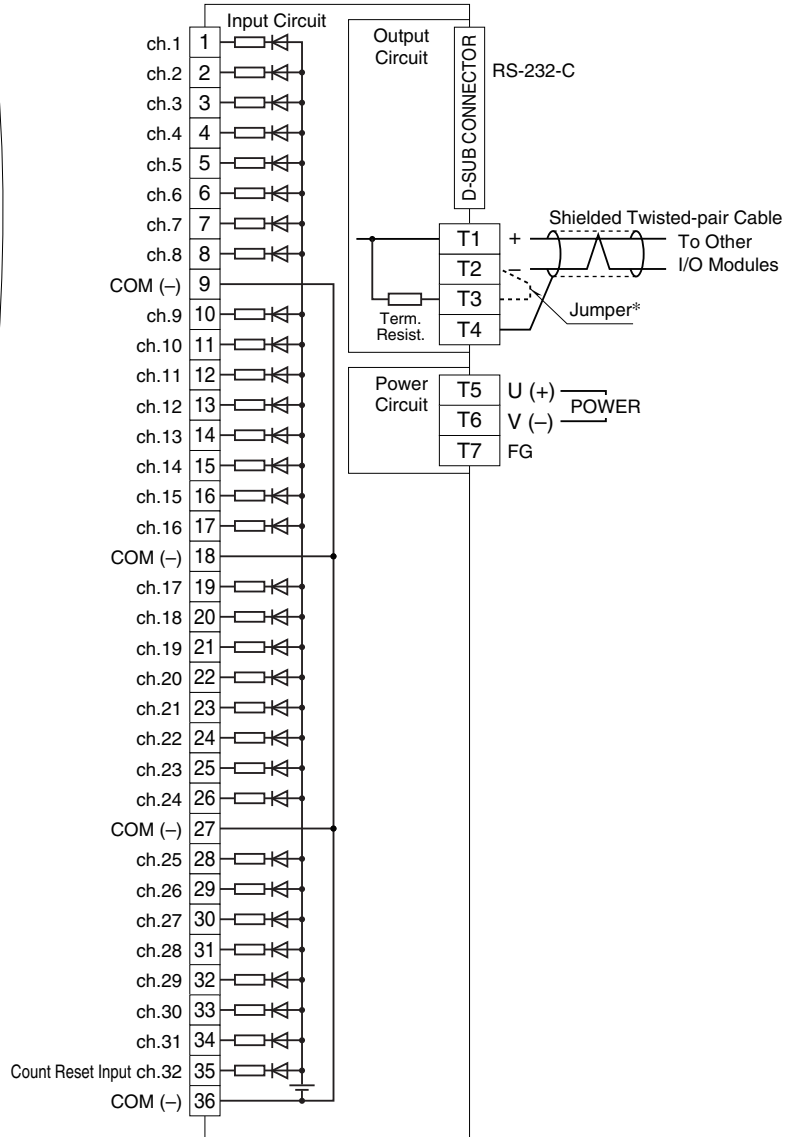 Input Circuit
ch.1 1
ch.2 2
ch.3 3
ch.4 4
ch.5 5
ch.6 6
ch.7 7
ch.8 8
COM (–) 9
ch.9 10
ch.10 11
ch.11 12
ch.12 13
ch.13 14
ch.14 15
ch.15 16
ch.16 17
COM (–) 18
ch.17 19
ch.18 20
ch.19 21
ch.20 22
ch.21 23
ch.22 24
ch.23 25
ch.24 26
COM (–) 27
ch.25 28
ch.26 29
ch.27 30
ch.28 31
ch.29 32
ch.30 33
ch.31 34
Count Reset Input ch.32 35
COM (–) 36
Output
Circuit
D-SUB CONNECTOR
RS-232-C
T1 +
T2 –
T3
T4
Term.
Resist.
Shielded Twisted-pair Cable
To Other
I/O Modules
Jumper*
Power
Circuit
T5 U (+)
T6 V (–)
POWER
T7 FG